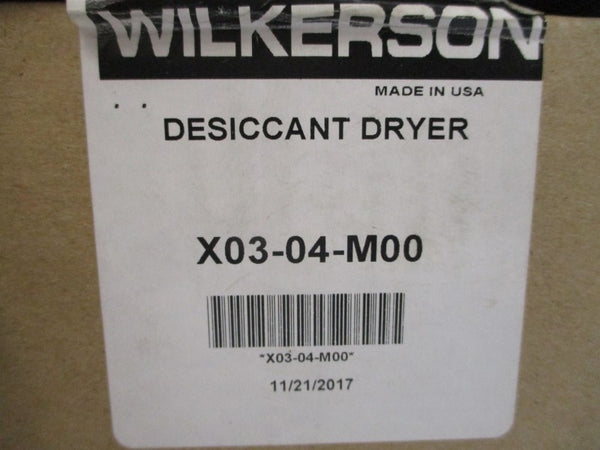 WILKERSON
MADE IN USA
DESICCANT DRYER
X03-04-M00
*X03-04-M00*
11/21/2017